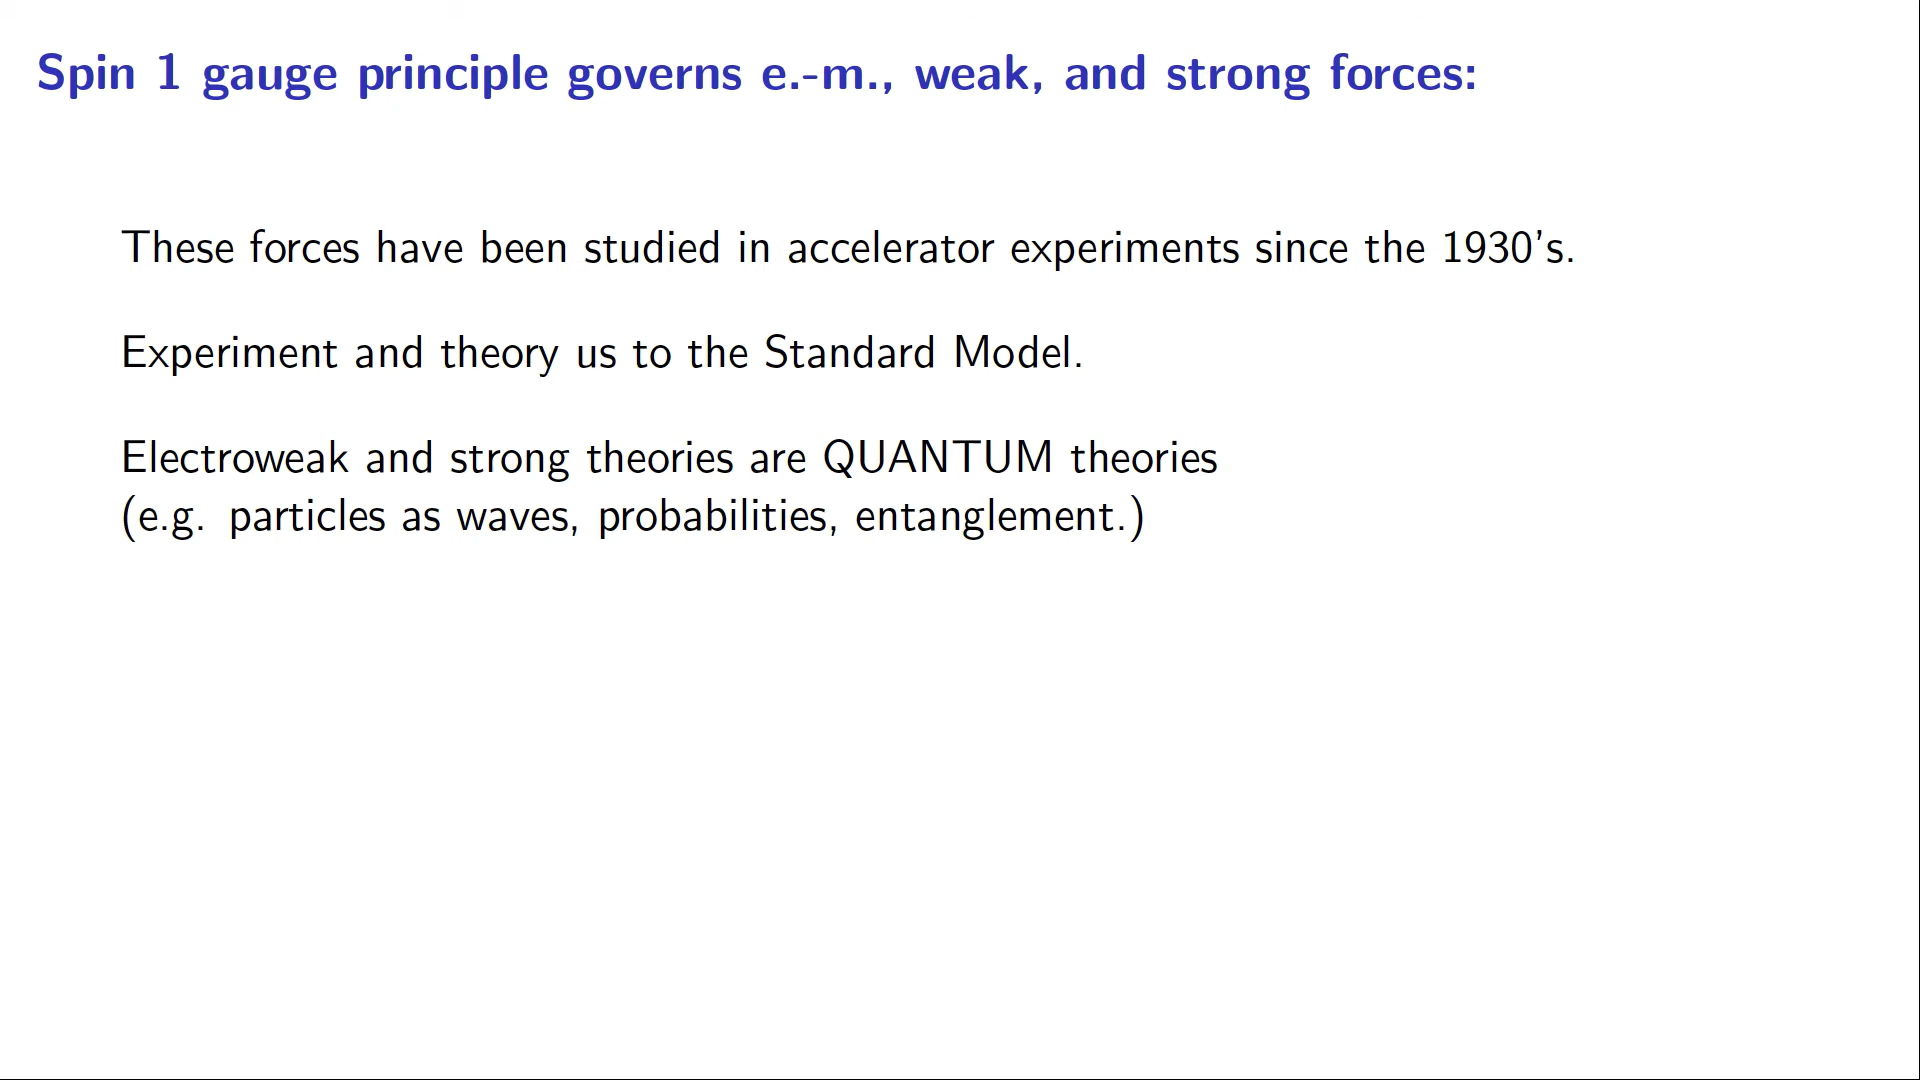 Spin 1 gauge principle governs e.-m., weak, and strong forces:
These forces have been studied in accelerator experiments since the 1930's.
Experiment and theory us to the Standard Model.
Electroweak and strong theories are QUANTUM theories
(e.g. particles as waves, probabilities, entanglement.)